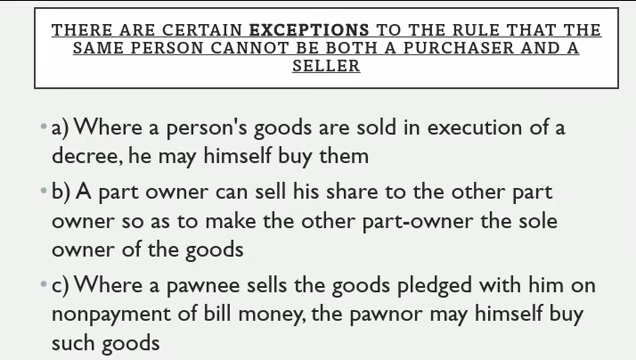 THERE ARE CERTAIN EXCEPTIONS TO THE RULE THAT THE
SAME PERSON CANNOT BE BOTH A PURCHASER AND A
SELLER
• a) Where a person's goods are sold in execution of a
decree, he may himself buy them
• b) A part owner can sell his share to the other part
owner so as to make the other part-owner the sole
owner of the goods
• c) Where a pawnee sells the goods pledged with him on
nonpayment of bill money, the pawnor may himself buy
such goods